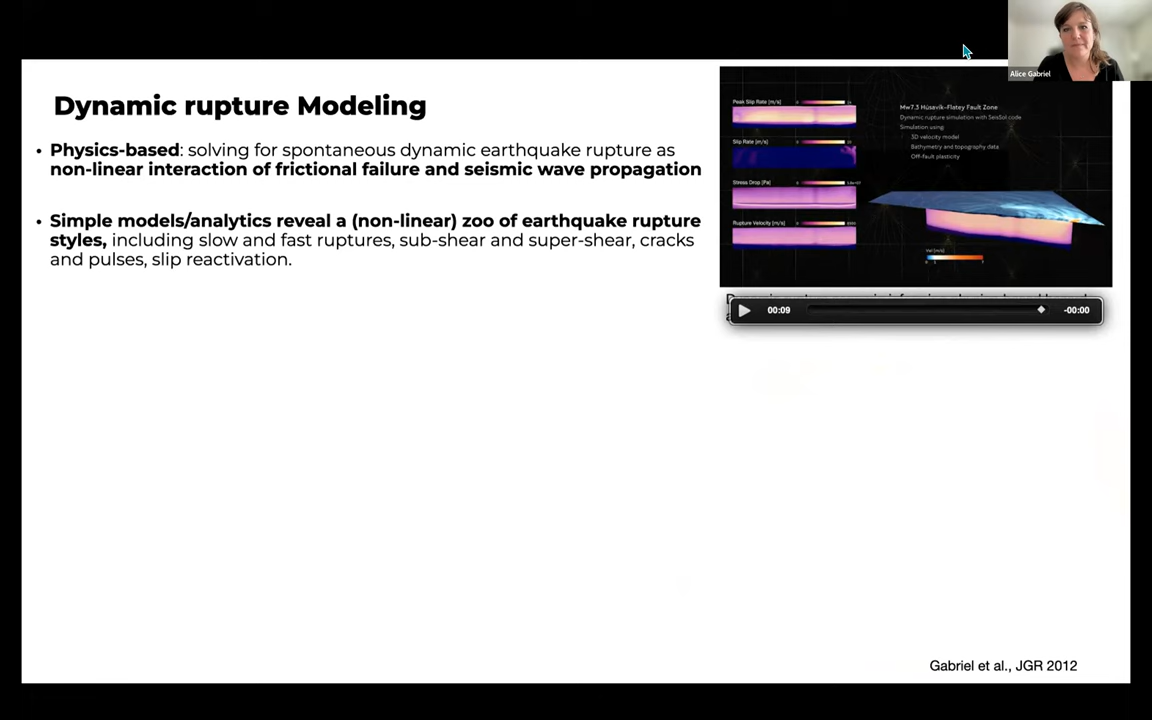 Alice Gabriel
Dynamic rupture Modeling
• Physics-based: solving for spontaneous dynamic earthquake rupture as
non-linear interaction of frictional failure and seismic wave propagation
• Simple models/analytics reveal a (non-linear) zoo of earthquake rupture
styles, including slow and fast ruptures, sub-shear and super-shear, cracks
and pulses, slip reactivation.
Peak Slip Rate [m/s]
Slip Rate [m/s]
Stress Drop [Pa]
Rupture Velocity [m/s]
Mw7.3 Húsavík–Flatey Fault Zone
Dynamic rupture simulation with SeisSol code
Simulation using
3D velocity model
Bathymetry and topography data
Off-fault plasticity
00:09
-00:00
Gabriel et al., JGR 2012